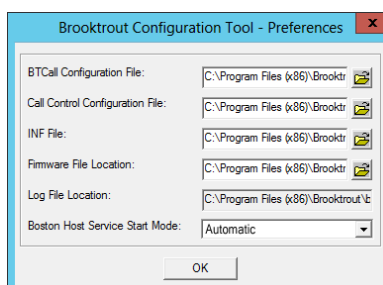 Brooktrout Configuration Tool - Preferences x
BTCall Configuration File: C:\Program Files (x86)\Brooktr
Call Control Configuration File: C:\Program Files (x86)\Brooktr
INF File: C:\Program Files (x86)\Brooktr
Firmware File Location: C:\Program Files (x86)\Brooktr
Log File Location: C:\Program Files (x86)\Brooktrout\b
Boston Host Service Start Mode: Automatic
OK